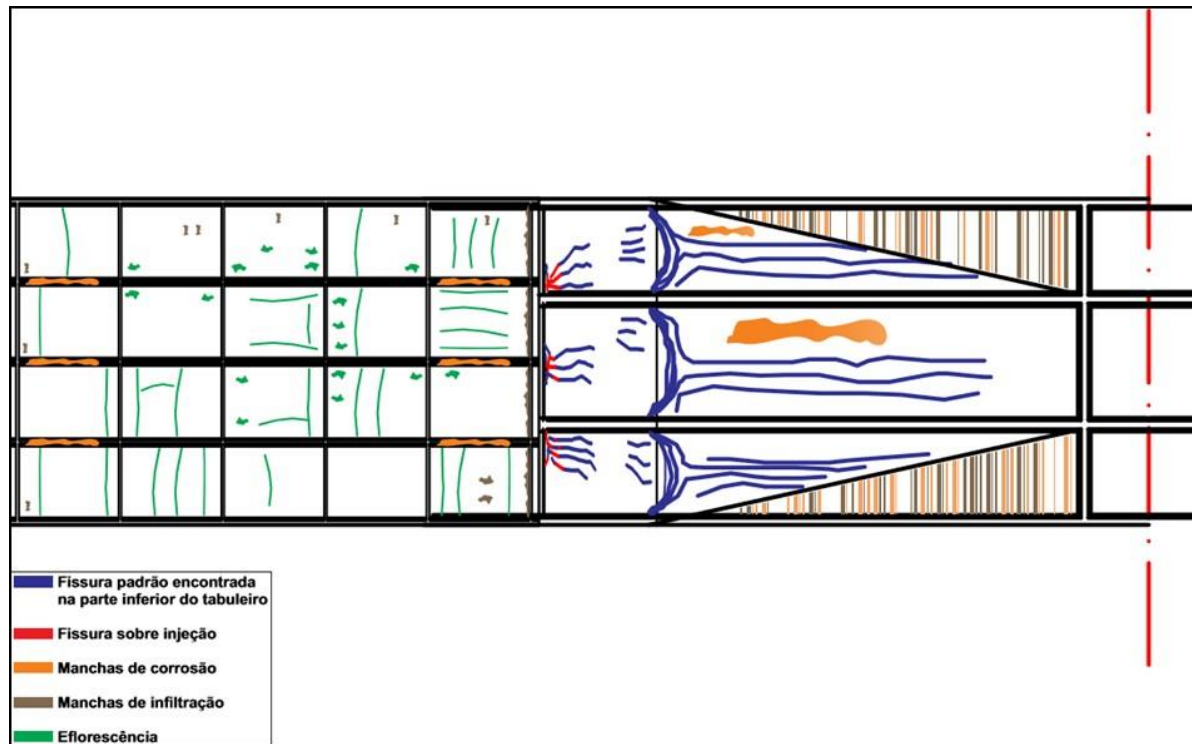 Fissura padrão encontrada
na parte inferior do tabuleiro
Fissura sobre injeção
Manchas de corrosão
Manchas de infiltração
Eflorescência